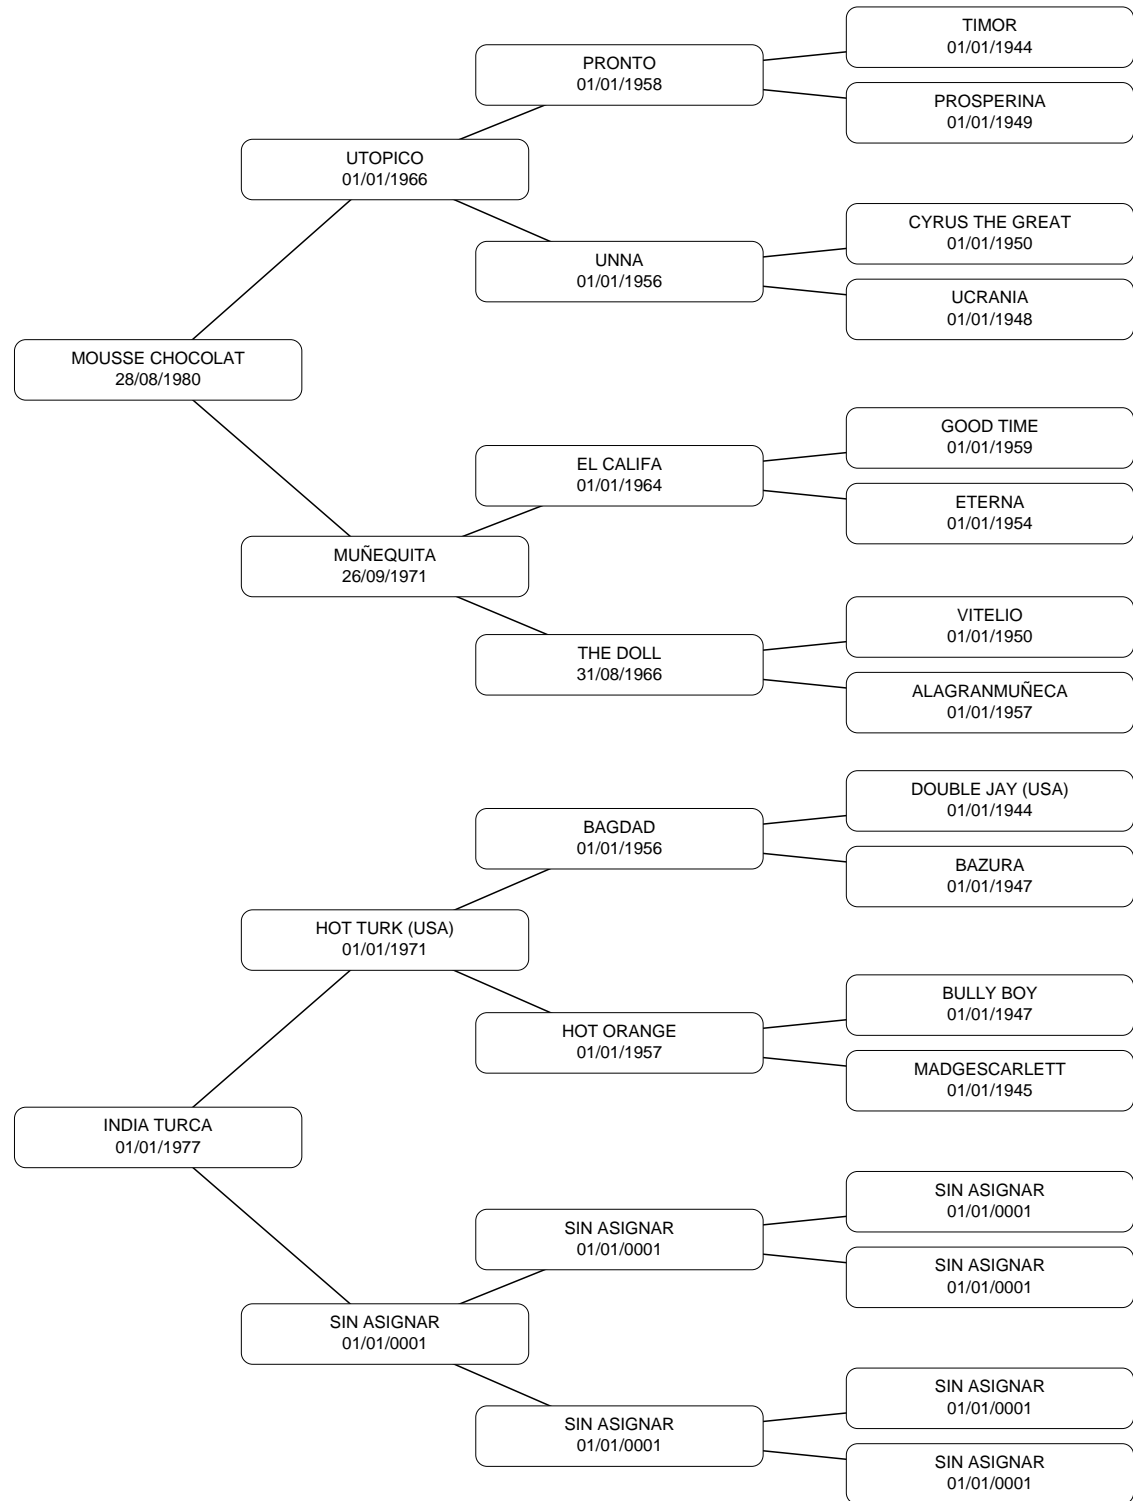 TIMOR
01/01/1944
PRONTO
01/01/1958
PROSPERINA
01/01/1949
UTOPICO
01/01/1966
CYRUS THE GREAT
01/01/1950
UNNA
01/01/1956
UCRANIA
01/01/1948
MOUSSE CHOCOLAT
28/08/1980
GOOD TIME
01/01/1959
EL CALIFA
01/01/1964
ETERNA
01/01/1954
MUÑEQUITA
26/09/1971
VITELIO
01/01/1950
THE DOLL
31/08/1966
ALAGRANMUÑECA
01/01/1957
DOUBLE JAY (USA)
01/01/1944
BAGDAD
01/01/1956
BAZURA
01/01/1947
HOT TURK (USA)
01/01/1971
BULLY BOY
01/01/1947
HOT ORANGE
01/01/1957
MADGESCARLETT
01/01/1945
INDIA TURCA
01/01/1977
SIN ASIGNAR
01/01/0001
SIN ASIGNAR
01/01/0001
SIN ASIGNAR
01/01/0001
SIN ASIGNAR
01/01/0001
SIN ASIGNAR
01/01/0001
SIN ASIGNAR
01/01/0001
SIN ASIGNAR
01/01/0001